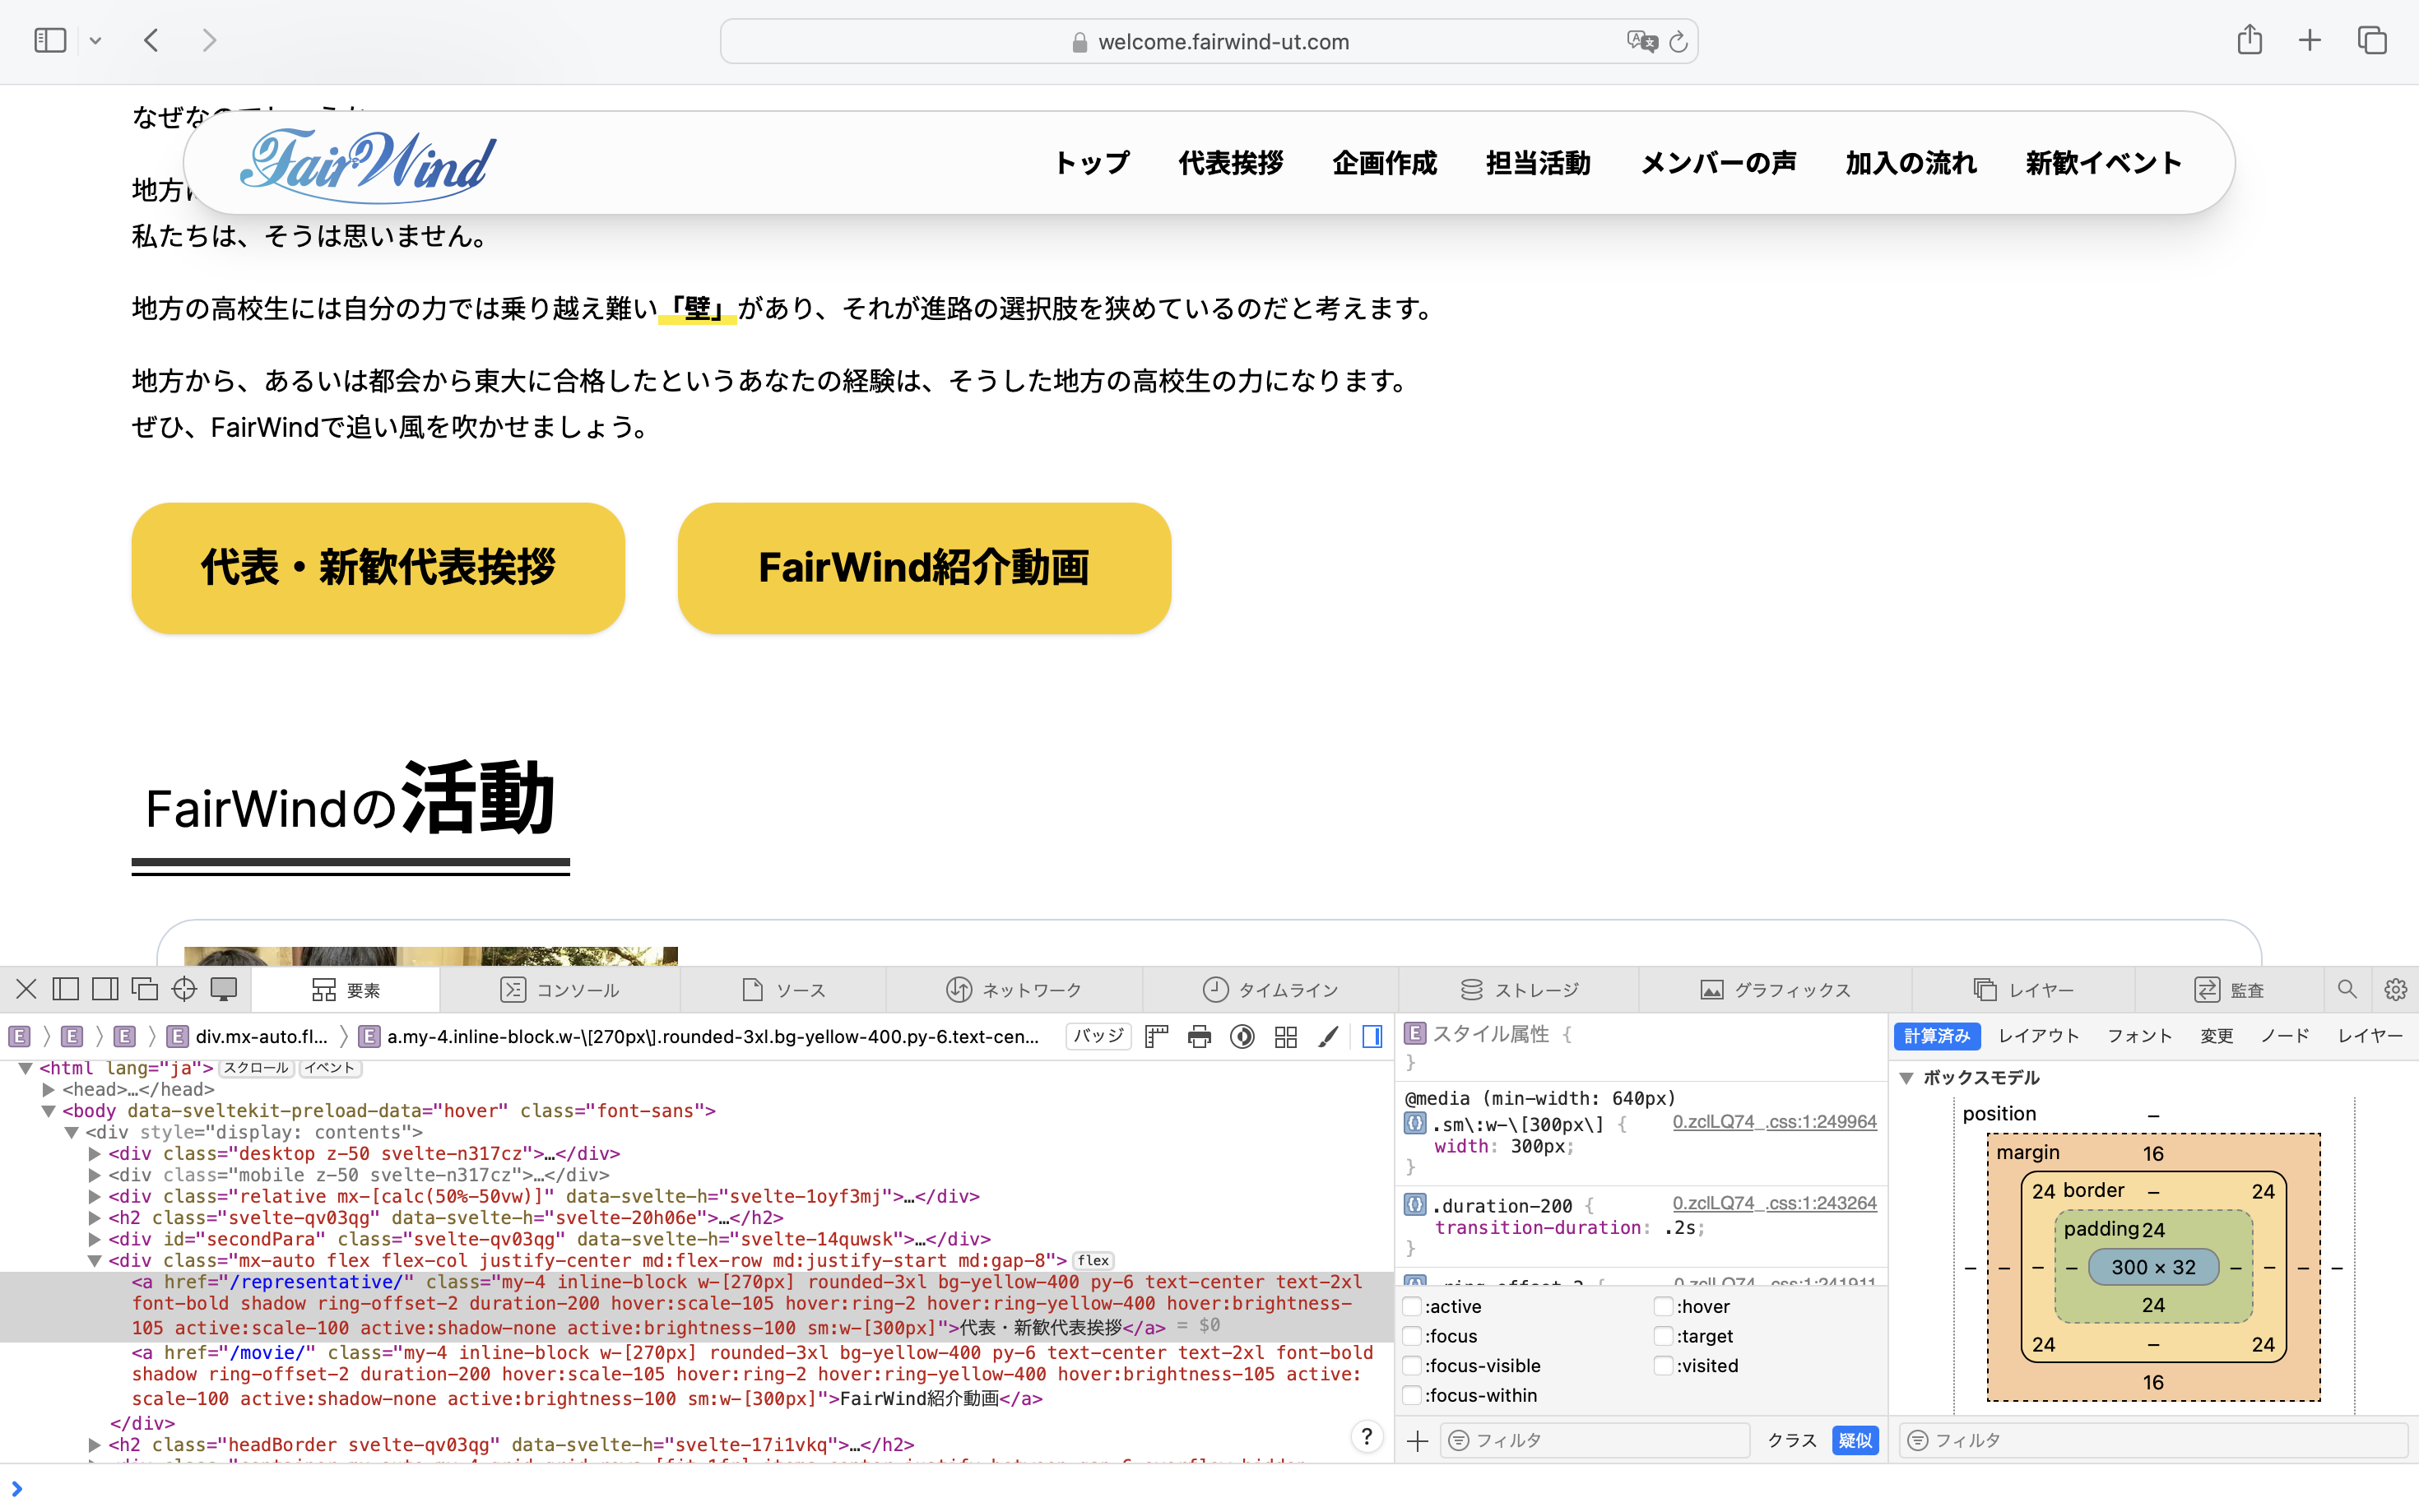 welcome.fairwind-ut.com
FairWind
トップ 代表挨拶 企画作成 担当活動 メンバーの声 加入の流れ 新歓イベント
私たちは、そうは思いません。
地方の高校生には自分の力では乗り越え難い「壁」があり、それが進路の選択肢を狭めているのだと考えます。
地方から、あるいは都会から東大に合格したというあなたの経験は、そうした地方の高校生の力になります。
ぜひ、FairWindで追い風を吹かせましょう。
代表・新歓代表挨拶 FairWind紹介動画
FairWindの活動
要素 コンソール ソース ネットワーク タイムライン ストレージ グラフィックス レイヤー 監査
E E E E div.mx-auto.fl... E a.my-4.inline-block.w-\[270px\].rounded-3xl.bg-yellow-400.py-6.text-cen... バッジ
<html lang="ja"> スクロール イベント
<head>…</head>
<body data-sveltekit-preload-data="hover" class="font-sans">
<div style="display: contents">
<div class="desktop z-50 svelte-n317cz">…</div>
<div class="mobile z-50 svelte-n317cz">…</div>
<div class="relative mx-[calc(50%-50vw)]" data-svelte-h="svelte-1oyf3mj">…</div>
<h2 class="svelte-qv03qg" data-svelte-h="svelte-20h06e">…</h2>
<div id="secondPara" class="svelte-qv03qg" data-svelte-h="svelte-14quwsk">…</div>
<div class="mx-auto flex flex-col justify-center md:flex-row md:justify-start md:gap-8"> flex
<a href="/representative/" class="my-4 inline-block w-[270px] rounded-3xl bg-yellow-400 py-6 text-center text-2xl
font-bold shadow ring-offset-2 duration-200 hover:scale-105 hover:ring-2 hover:ring-yellow-400 hover:brightness-
105 active:scale-100 active:shadow-none active:brightness-100 sm:w-[300px]">代表・新歓代表挨拶</a> = $0
<a href="/movie/" class="my-4 inline-block w-[270px] rounded-3xl bg-yellow-400 py-6 text-center text-2xl font-bold
shadow ring-offset-2 duration-200 hover:scale-105 hover:ring-2 hover:ring-yellow-400 hover:brightness-105 active:
scale-100 active:shadow-none active:brightness-100 sm:w-[300px]">FairWind紹介動画</a>
</div>
<h2 class="headBorder svelte-qv03qg" data-svelte-h="svelte-17i1vkq">…</h2>
?
E スタイル属性 {
}
@media (min-width: 640px)
.sm\:w-\[300px\] { 0.zclLQ74_.css:1:249964
width: 300px;
}
.duration-200 { 0.zclLQ74_.css:1:243264
transition-duration: .2s;
}
.ring-offset-2 { 0.zclLQ74_.css:1:241911
:active :hover
:focus :target
:focus-visible :visited
:focus-within
フィルタ クラス 疑似
計算済み レイアウト フォント 変更 ノード レイヤー
ボックスモデル
position –
margin 16
24 border – 24
padding 24
– – – – 300 × 32 – – – –
24
24 – 24
16
フィルタ